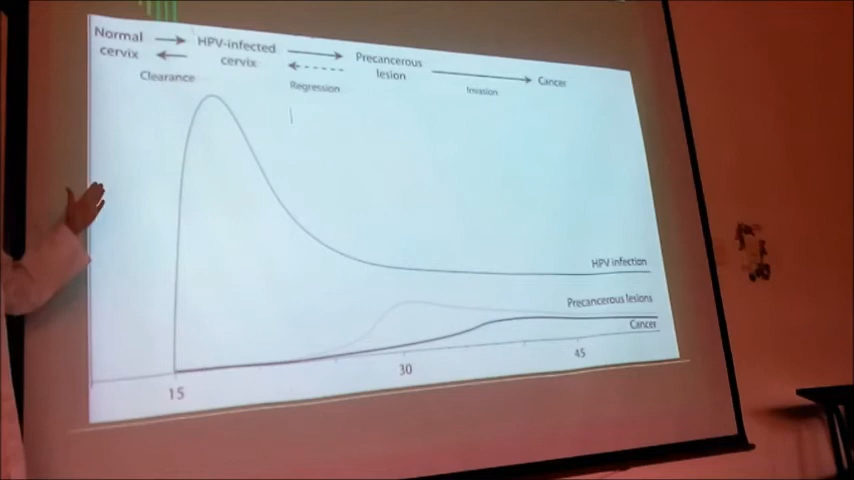 Normal cervix
HPV-infected cervix
Precancerous lesion
Cancer
Clearance
Regression
Invasion
HPV infection
Precancerous lesions
Cancer
15
30
45